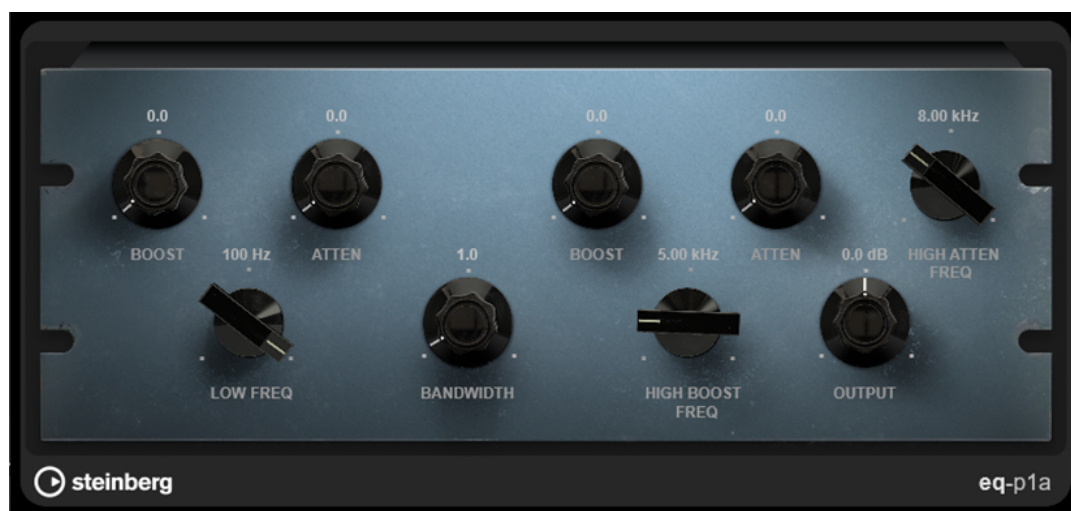 0.0 0.0 0.0 0.0 8.00 kHz
BOOST 100 Hz ATTEN 1.0 BOOST 5.00 kHz ATTEN 0.0 dB HIGH ATTEN
FREQ
LOW FREQ BANDWIDTH HIGH BOOST OUTPUT
FREQ
steinberg eq-p1a